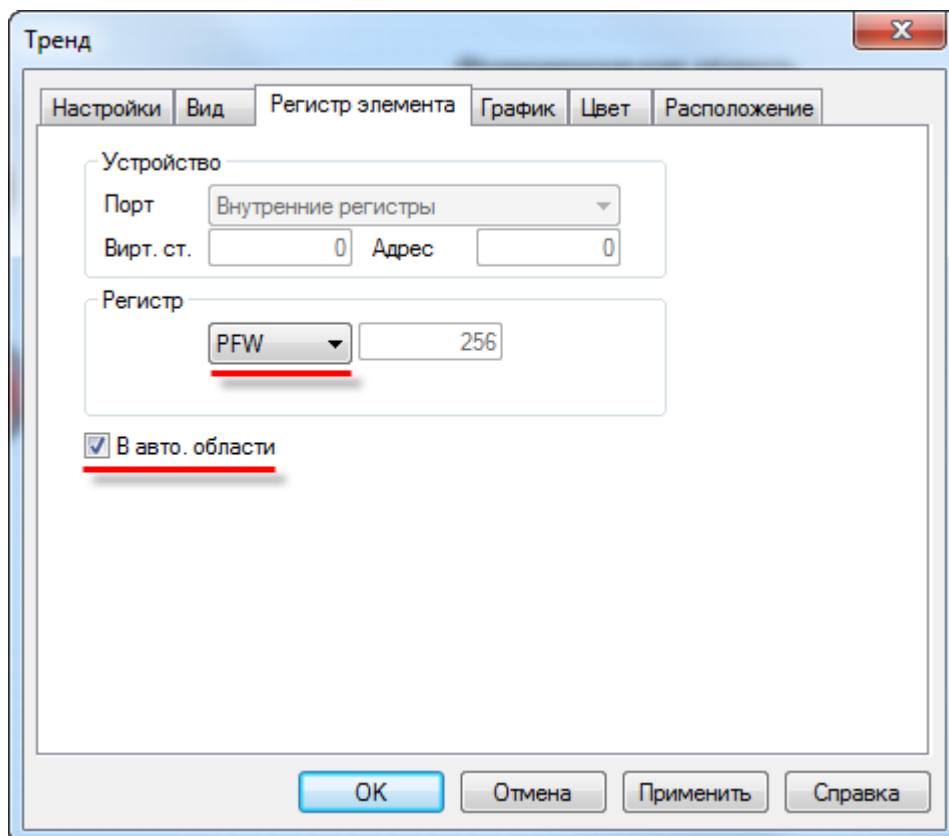 Тренд
Настройки Вид Регистр элемента График Цвет Расположение
Устройство
Порт Внутренние регистры
Вирт. ст. 0 Адрес 0
Регистр
PFW 256
В авто. области
OK Отмена Применить Справка